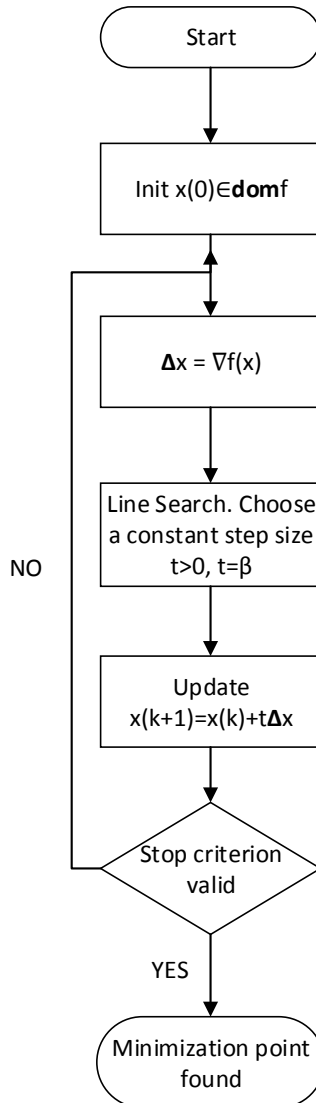 Start
Init x(0)∈domf
Δx = ∇f(x)
Line Search. Choose
a constant step size
t>0, t=β
NO
Update
x(k+1)=x(k)+tΔx
Stop criterion
valid
YES
Minimization point
found